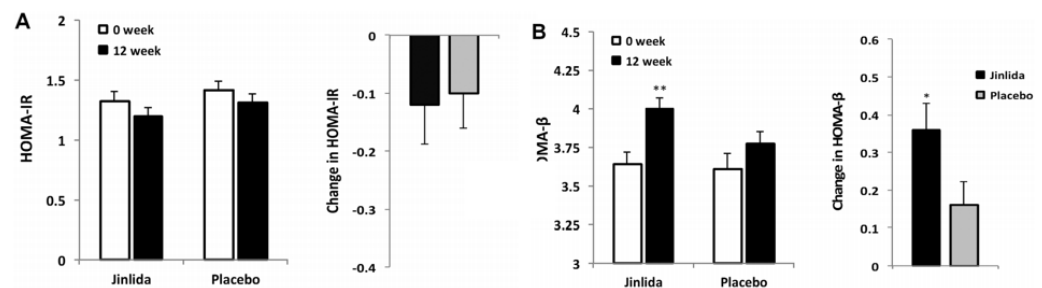 A
2
1.5
1
0.5
0
HOMA-IR
0 week
12 week
Jinlida
Placebo
0
-0.1
-0.2
-0.3
-0.4
Change in HOMA-IR
B
4.5
4.25
4
3.75
3.5
3.25
3
OMA-β
0 week
12 week
**
Jinlida
Placebo
0.6
0.5
0.4
0.3
0.2
0.1
0
Change in HOMA-β
*
Jinlida
Placebo